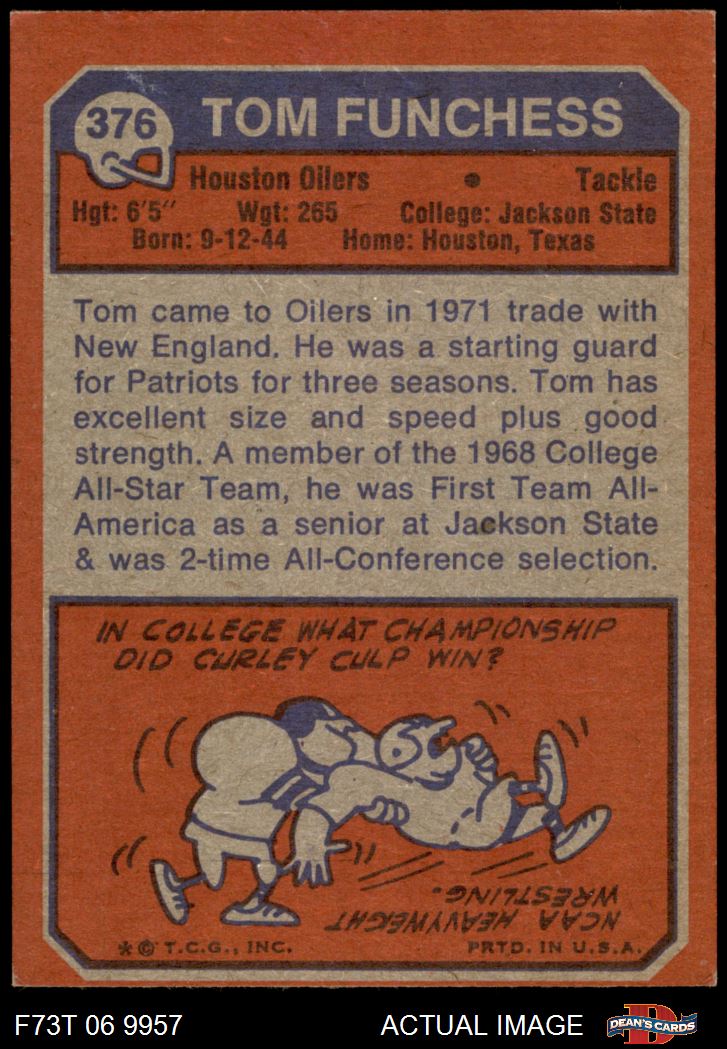 376
TOM FUNCHESS
Houston Oilers • Tackle
Hgt: 6'5" Wgt: 265 College: Jackson State
Born: 9-12-44 Home: Houston, Texas
Tom came to Oilers in 1971 trade with
New England. He was a starting guard
for Patriots for three seasons. Tom has
excellent size and speed plus good
strength. A member of the 1968 College
All-Star Team, he was First Team All-
America as a senior at Jackson State
& was 2-time All-Conference selection.
IN COLLEGE WHAT CHAMPIONSHIP
DID CURLEY CULP WIN?
NCAA HEAVYWEIGHT
WRESTLING.
* © T.C.G., INC. PRTD. IN U.S.A.
F73T 06 9957 ACTUAL IMAGE DEAN'S CARDS